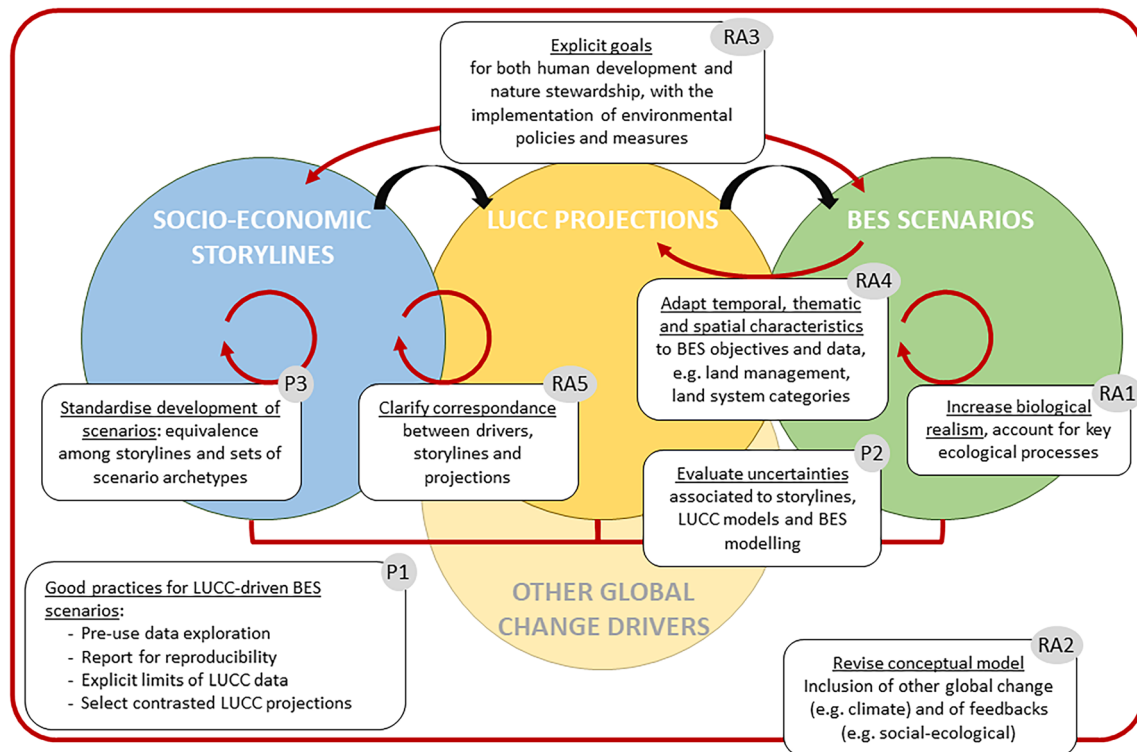 RA3
Explicit goals
for both human development and
nature stewardship, with the
implementation of environmental
policies and measures
SOCIO-ECONOMIC
STORYLINES
LUCC PROJECTIONS
BES SCENARIOS
RA4
Adapt temporal, thematic
and spatial characteristics
to BES objectives and data,
e.g. land management,
land system categories
P3
Standardise development of
scenarios: equivalence
among storylines and sets of
scenario archetypes
RA5
Clarify correspondance
between drivers,
storylines and
projections
RA1
Increase biological
realism, account for key
ecological processes
P2
Evaluate uncertainties
associated to storylines,
LUCC models and BES
modelling
OTHER GLOBAL
CHANGE DRIVERS
P1
Good practices for LUCC-driven BES
scenarios:
- Pre-use data exploration
- Report for reproducibility
- Explicit limits of LUCC data
- Select contrasted LUCC projections
RA2
Revise conceptual model
Inclusion of other global change
(e.g. climate) and of feedbacks
(e.g. social-ecological)